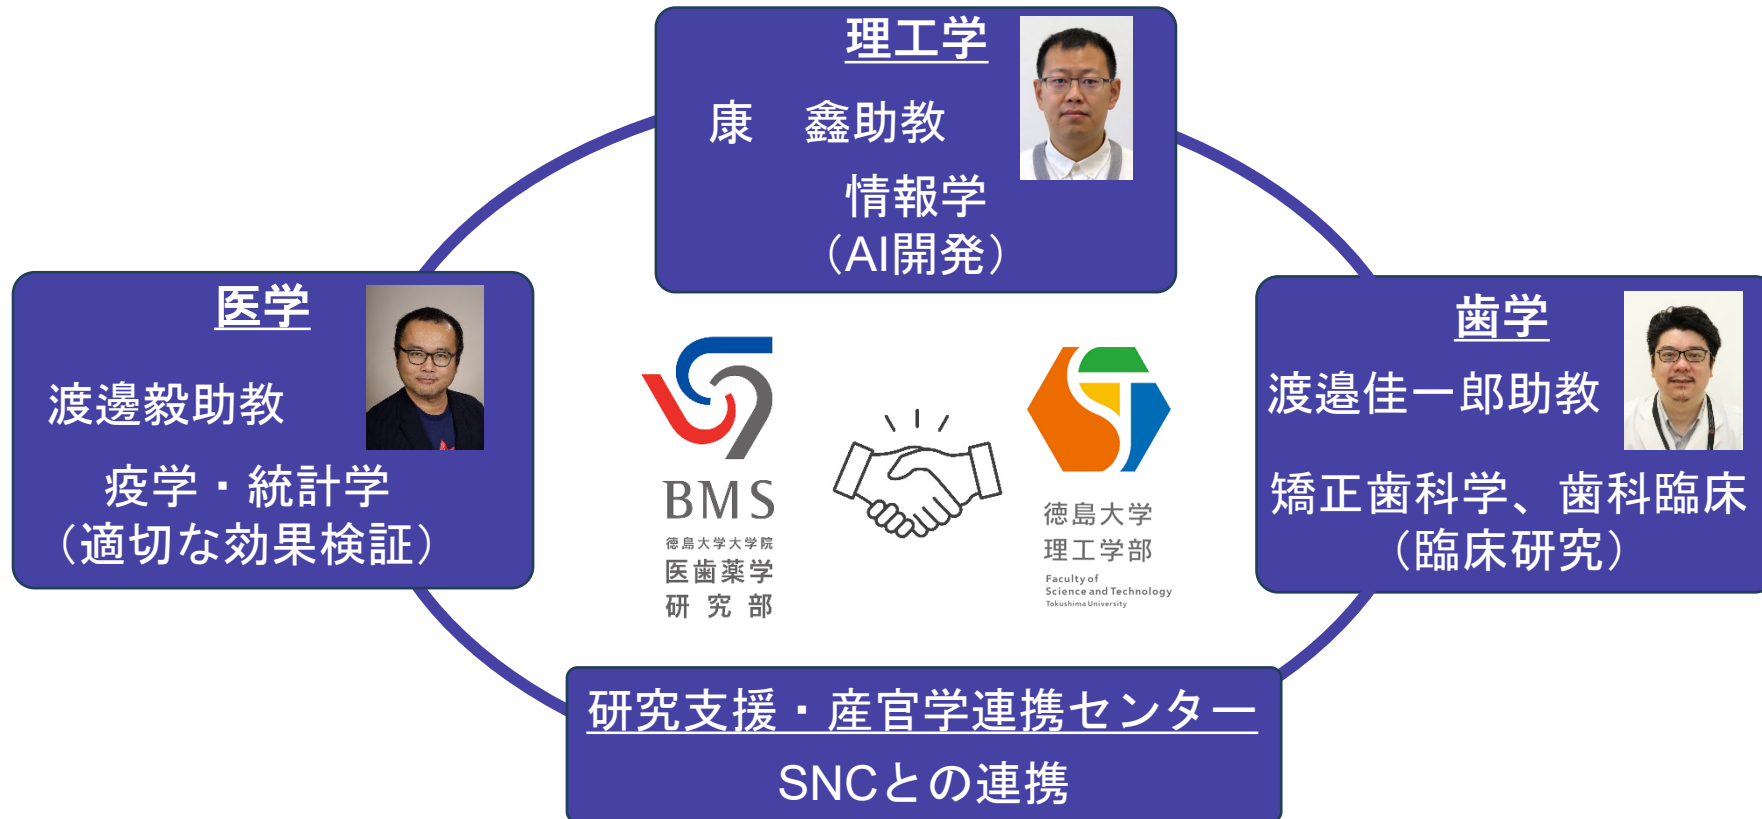 理工学
康　鑫助教
情報学
（AI開発）
医学
渡邊毅助教
疫学・統計学
（適切な効果検証）
歯学
渡邉佳一郎助教
矯正歯科学、歯科臨床
（臨床研究）
BMS
徳島大学大学院
医歯薬学
研究部
徳島大学
理工学部
Faculty of
Science and Technology
Tokushima University
研究支援・産官学連携センター
SNCとの連携